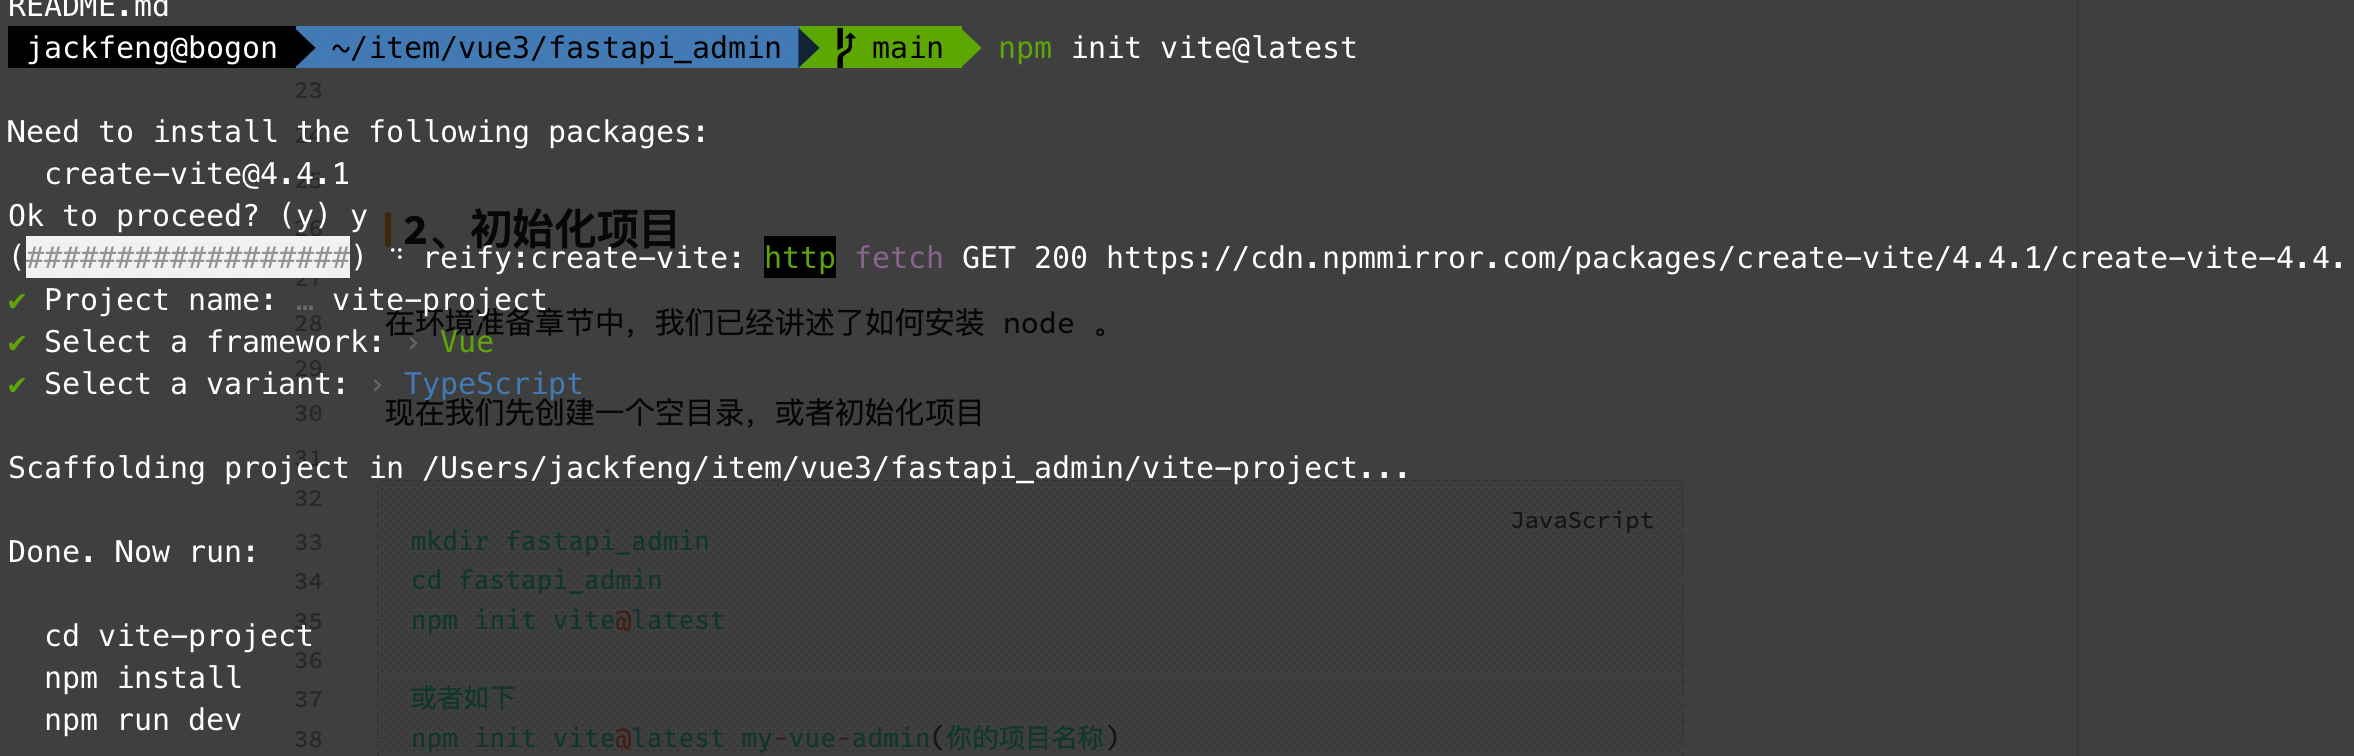 README.md
jackfeng@bogon ~/item/vue3/fastapi_admin main npm init vite@latest
23
Need to install the following packages:
create-vite@4.4.1
Ok to proceed? (y) y
2、初始化项目
(##################) ⠙ reify:create-vite: http fetch GET 200 https://cdn.npmmirror.com/packages/create-vite/4.4.1/create-vite-4.4.
27
✔ Project name: … vite-project
28 在环境准备章节中，我们已经讲述了如何安装 node 。
✔ Select a framework: › Vue
29
✔ Select a variant: › TypeScript
30 现在我们先创建一个空目录，或者初始化项目
31
Scaffolding project in /Users/jackfeng/item/vue3/fastapi_admin/vite-project...
32
JavaScript
33 mkdir fastapi_admin
Done. Now run:
34 cd fastapi_admin
35 npm init vite@latest
cd vite-project
36
npm install
37 或者如下
npm run dev
38 npm init vite@latest my-vue-admin(你的项目名称)